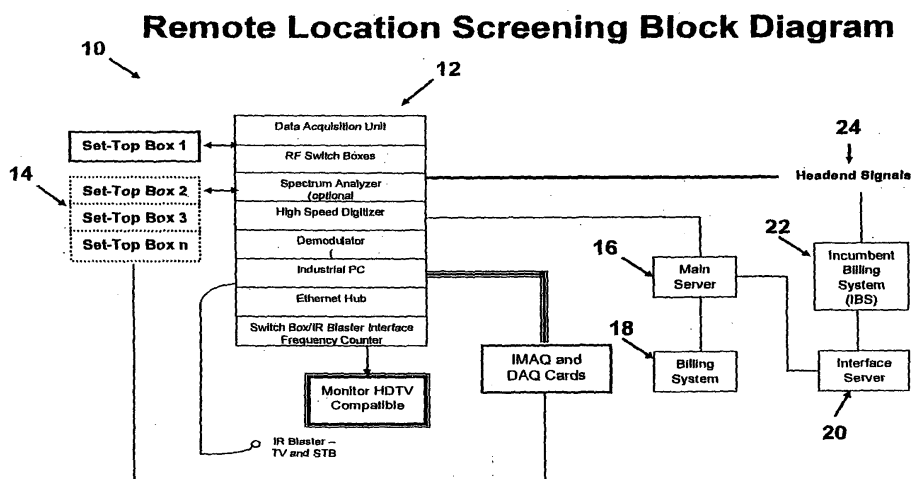 Remote Location Screening Block Diagram
10
12
Data Acquisition Unit
RF Switch Boxes
Spectrum Analyzer
(optional)
High Speed Digitizer
Demodulator
Industrial PC
Ethernet Hub
Switch Box/IR Blaster Interface
Frequency Counter
Set-Top Box 1
14
Set-Top Box 2
Set-Top Box 3
Set-Top Box n
24
Headend Signals
22
Incumbent
Billing
System
(IBS)
16
Main
Server
18
Billing
System
Interface
Server
20
IMAQ and
DAQ Cards
Monitor HDTV
Compatible
IR Blaster –
TV and STB